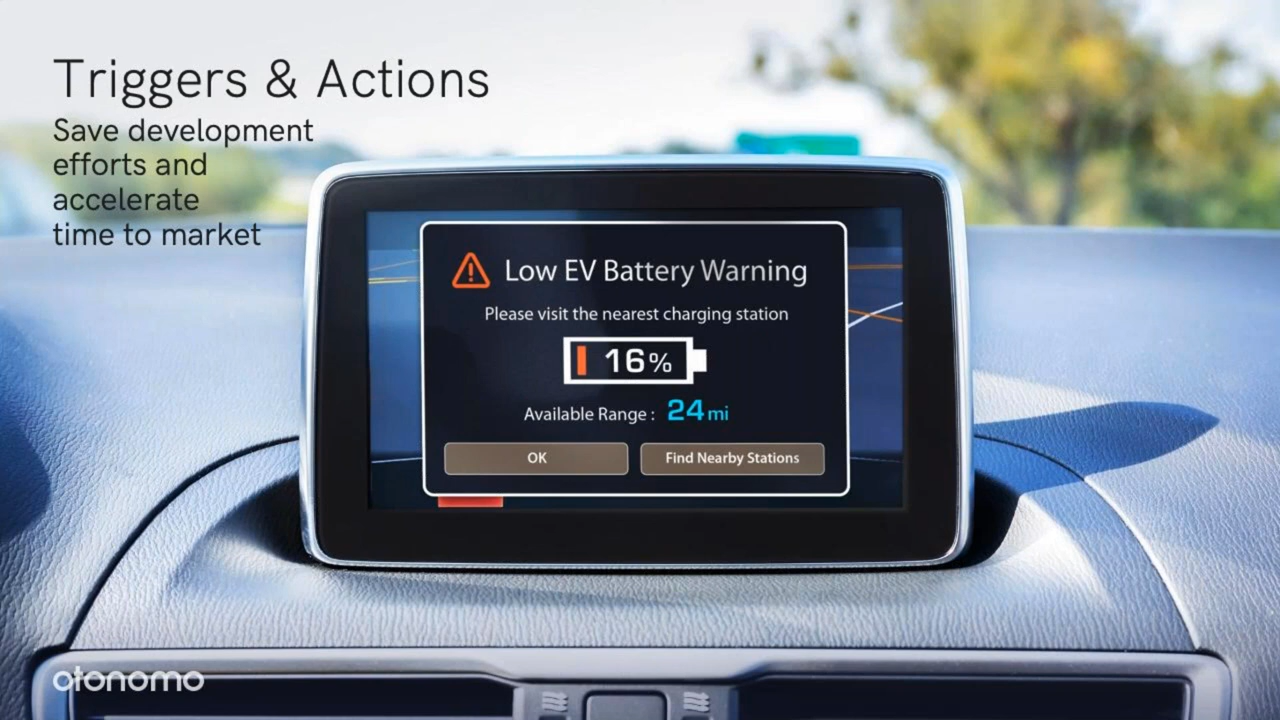 Triggers & Actions
Save development
efforts and
accelerate
time to market
Low EV Battery Warning
Please visit the nearest charging station
16%
Available Range : 24 mi
OK
Find Nearby Stations
otonomo